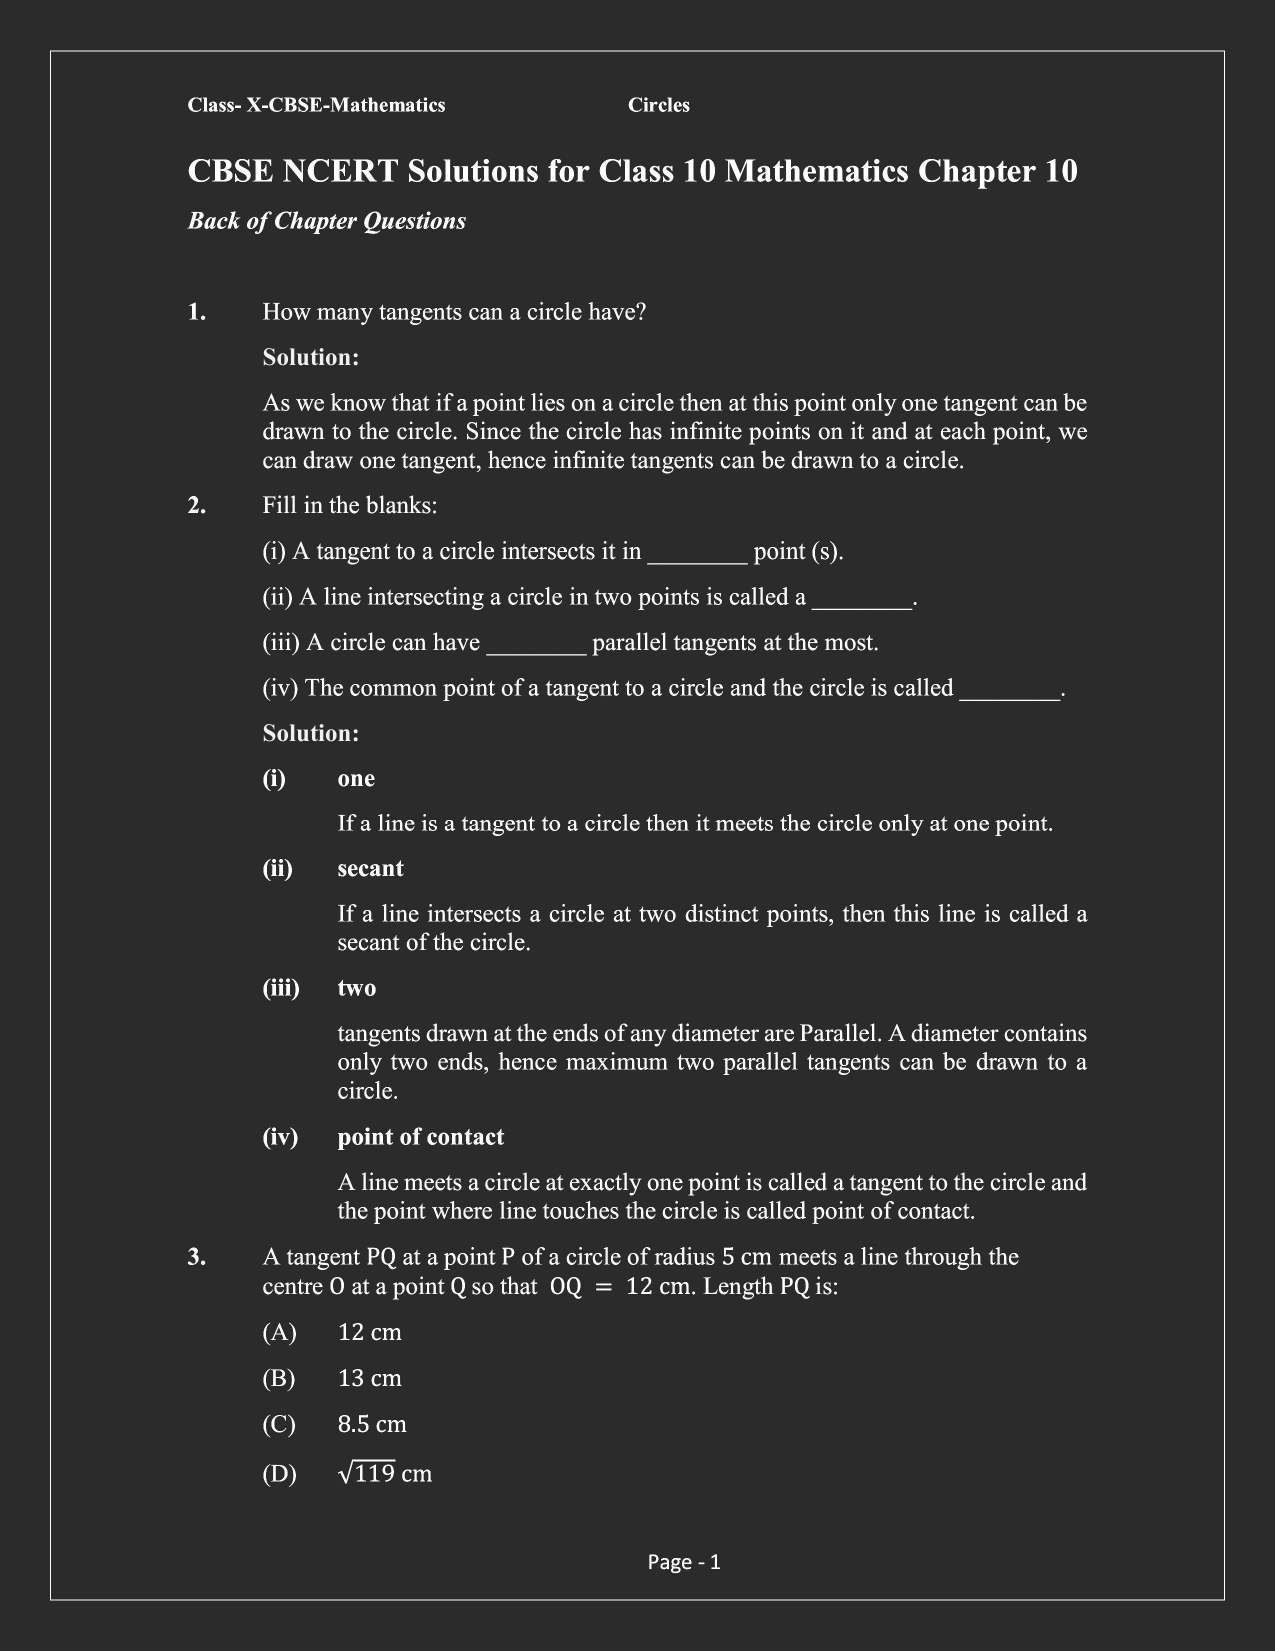 Class- X-CBSE-Mathematics Circles
CBSE NCERT Solutions for Class 10 Mathematics Chapter 10
Back of Chapter Questions
1. How many tangents can a circle have?
Solution:
As we know that if a point lies on a circle then at this point only one tangent can be
drawn to the circle. Since the circle has infinite points on it and at each point, we
can draw one tangent, hence infinite tangents can be drawn to a circle.
2. Fill in the blanks:
(i) A tangent to a circle intersects it in ________ point (s).
(ii) A line intersecting a circle in two points is called a ________.
(iii) A circle can have ________ parallel tangents at the most.
(iv) The common point of a tangent to a circle and the circle is called ________.
Solution:
(i) one
If a line is a tangent to a circle then it meets the circle only at one point.
(ii) secant
If a line intersects a circle at two distinct points, then this line is called a
secant of the circle.
(iii) two
tangents drawn at the ends of any diameter are Parallel. A diameter contains
only two ends, hence maximum two parallel tangents can be drawn to a
circle.
(iv) point of contact
A line meets a circle at exactly one point is called a tangent to the circle and
the point where line touches the circle is called point of contact.
3. A tangent PQ at a point P of a circle of radius 5 cm meets a line through the
centre O at a point Q so that OQ = 12 cm. Length PQ is:
(A) 12 cm
(B) 13 cm
(C) 8.5 cm
(D) √119 cm
Page - 1